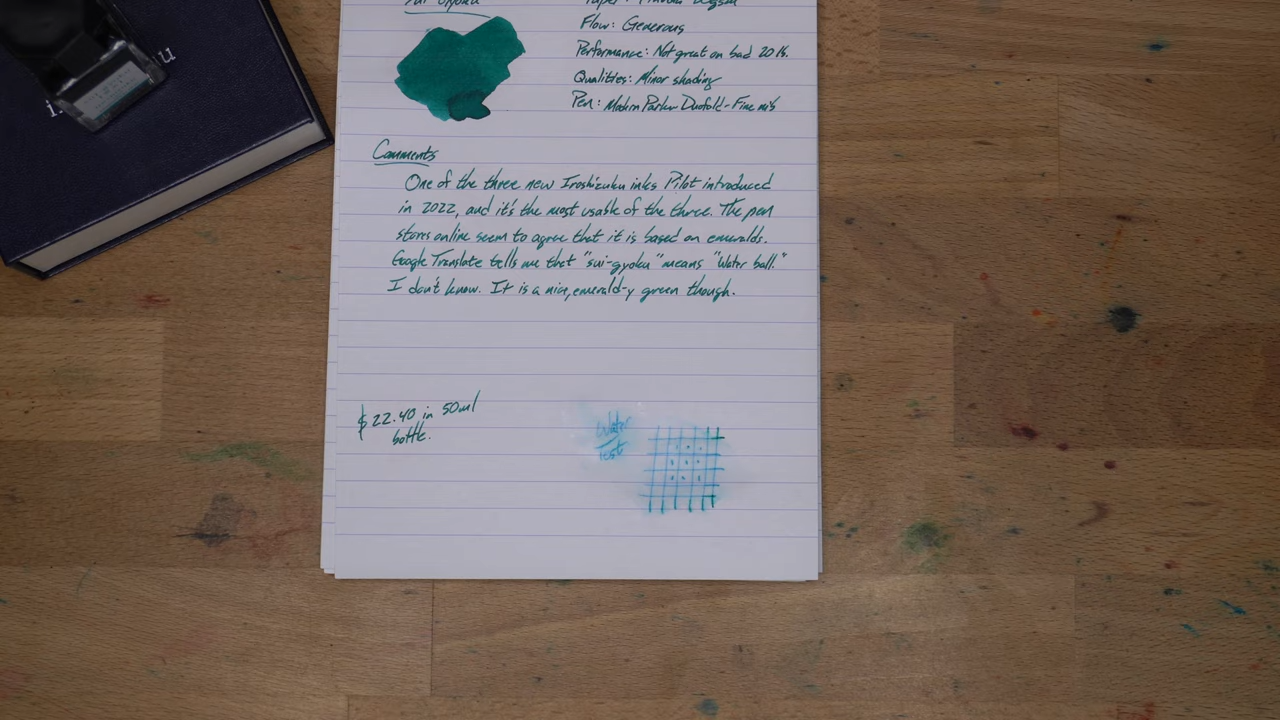 Flow: Generous
Performance: Not great on bad 20 lb.
Qualities: Minor shading
Pen: Modern Parker Duofold - Fine nib
Comments
One of the three new Iroshizuku inks Pilot introduced
in 2022, and it's the most usable of the three. The pen
stores online seem to agree that it is based on emeralds.
Google Translate tells me that "sui-gyoku" means "Water ball."
I don't know. It is a nice, emerald-y green though.
$22.40 in 50ml
bottle.
Water
Test